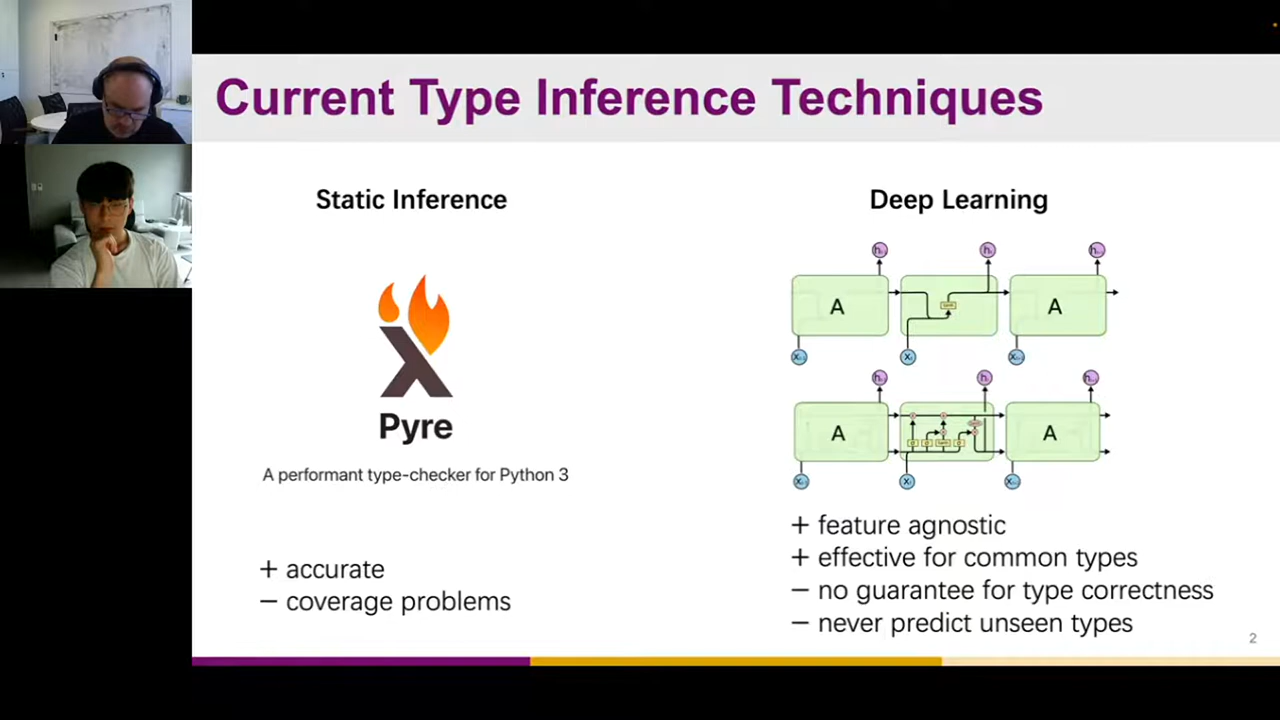 Current Type Inference Techniques
Static Inference
Pyre
A performant type-checker for Python 3
+ accurate
− coverage problems
Deep Learning
A
A
A
A
+ feature agnostic
+ effective for common types
− no guarantee for type correctness
− never predict unseen types
2